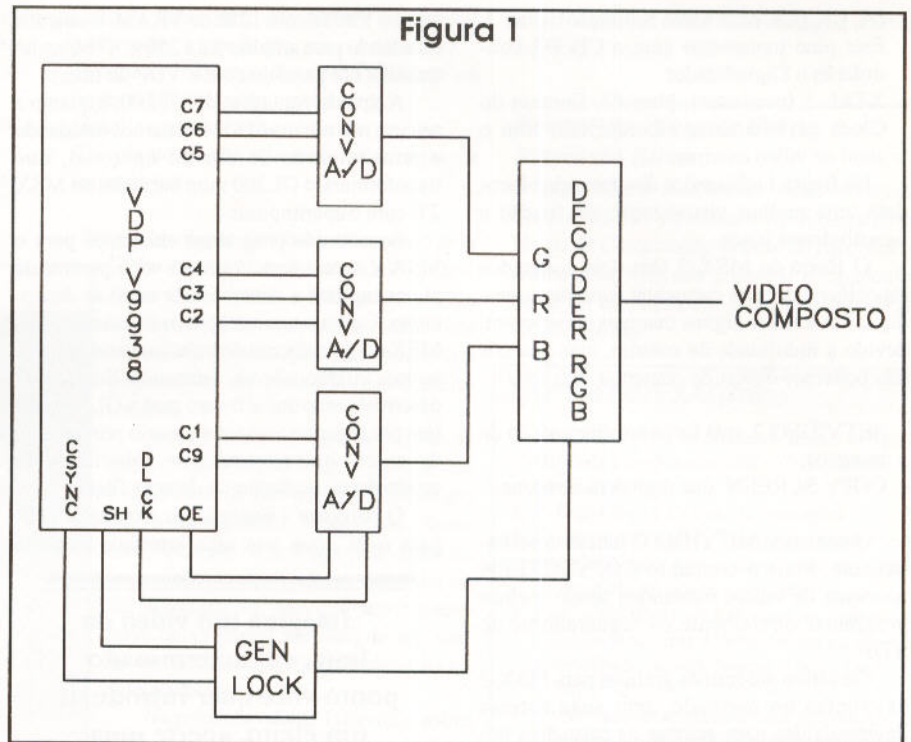 Figura 1
C7
C6
C5
VDP V9938
C4
C3
C2
C1
C9
CSYNC
SH
DLCK
OE
CONV
A/D
CONV
A/D
CONV
A/D
G
R
B
DECODER RGB
VIDEO
COMPOSTO
GEN
LOCK